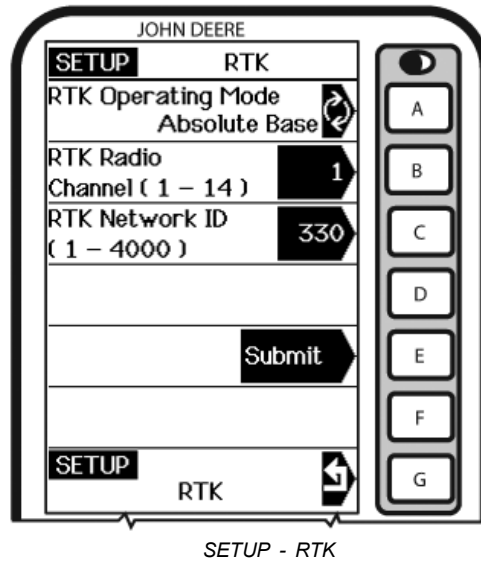 JOHN DEERE
SETUP RTK
RTK Operating Mode
Absolute Base
A
RTK Radio
Channel ( 1 – 14 ) 1
B
RTK Network ID
( 1 – 4000 ) 330
C
D
Submit
E
F
SETUP
RTK
G
SETUP - RTK